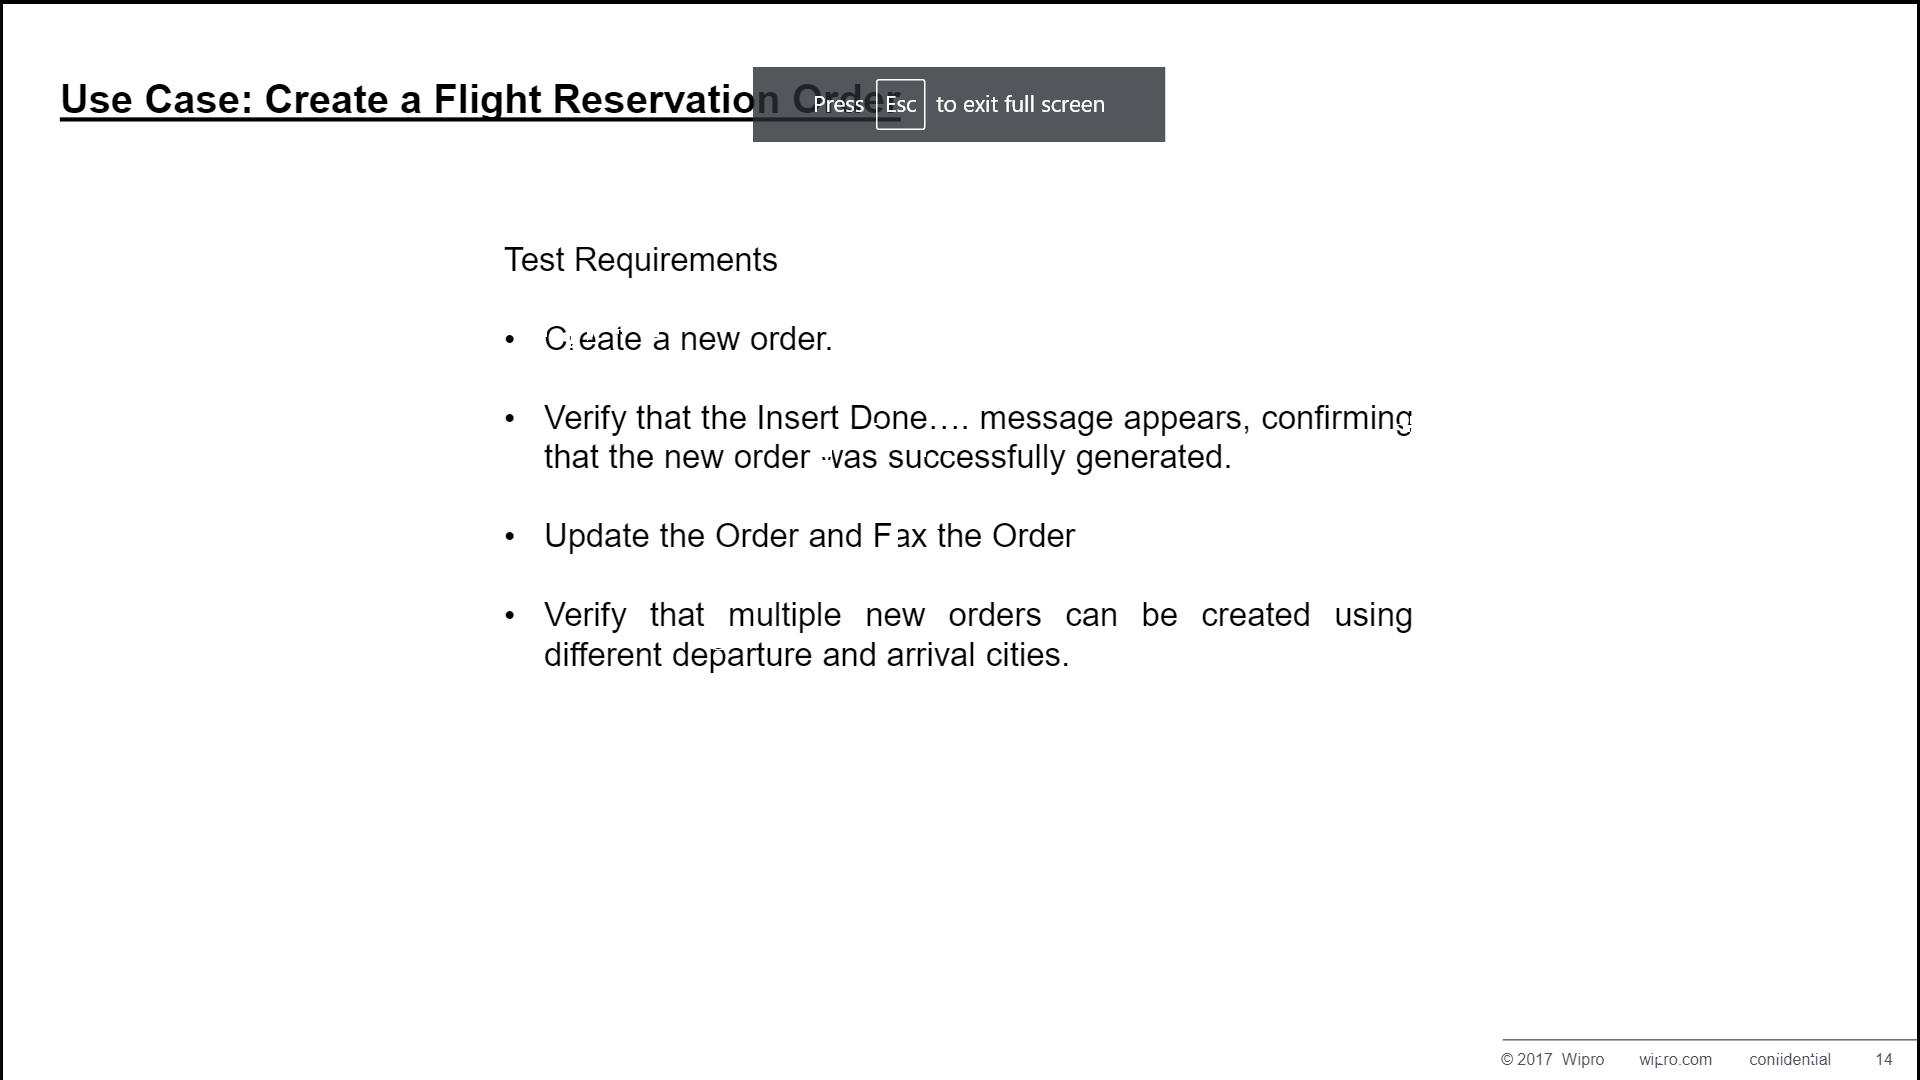 Use Case: Create a Flight Reservation Order
Press Esc to exit full screen
Test Requirements
• Create a new order.
• Verify that the Insert Done.... message appears, confirming
that the new order was successfully generated.
• Update the Order and Fax the Order
• Verify that multiple new orders can be created using
different departure and arrival cities.
© 2017 Wipro wipro.com confidential 14